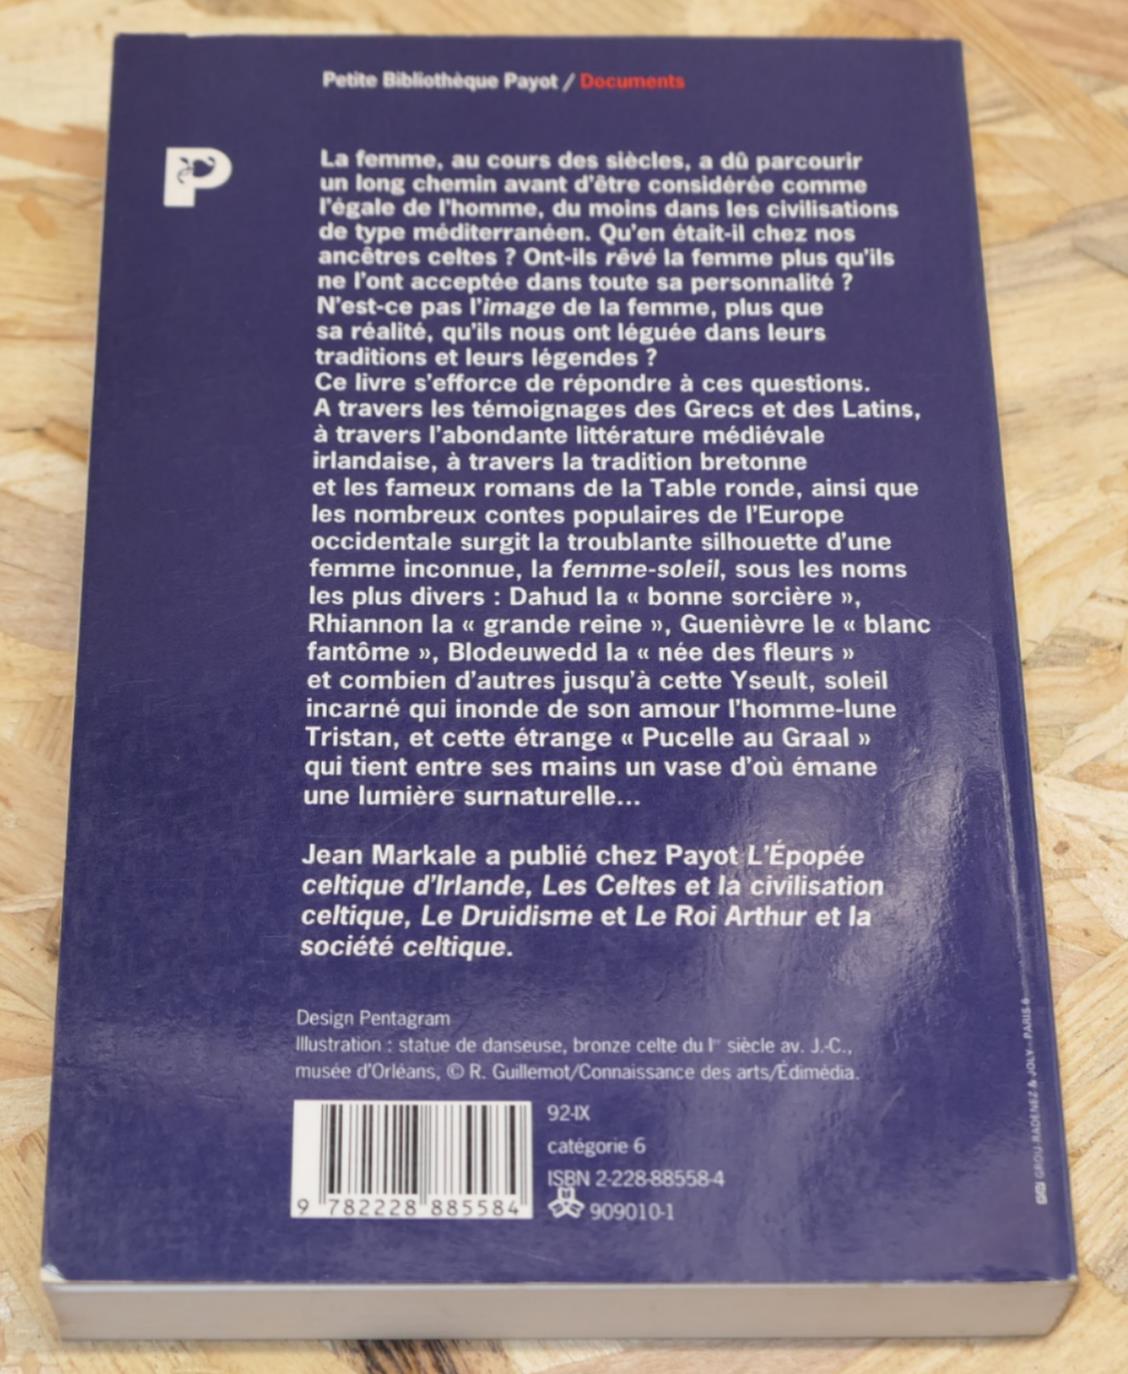 Petite Bibliothèque Payot / Documents
P
La femme, au cours des siècles, a dû parcourir
un long chemin avant d'être considérée comme
l'égale de l'homme, du moins dans les civilisations
de type méditerranéen. Qu'en était-il chez nos
ancêtres celtes ? Ont-ils rêvé la femme plus qu'ils
ne l'ont acceptée dans toute sa personnalité ?
N'est-ce pas l'image de la femme, plus que
sa réalité, qu'ils nous ont léguée dans leurs
traditions et leurs légendes ?
Ce livre s'efforce de répondre à ces questions.
A travers les témoignages des Grecs et des Latins,
à travers l'abondante littérature médiévale
irlandaise, à travers la tradition bretonne
et les fameux romans de la Table ronde, ainsi que
les nombreux contes populaires de l'Europe
occidentale surgit la troublante silhouette d'une
femme inconnue, la femme-soleil, sous les noms
les plus divers : Dahud la « bonne sorcière »,
Rhiannon la « grande reine », Guenièvre le « blanc
fantôme », Blodeuwedd la « née des fleurs »
et combien d'autres jusqu'à cette Yseult, soleil
incarné qui inonde de son amour l'homme-lune
Tristan, et cette étrange « Pucelle au Graal »
qui tient entre ses mains un vase d'où émane
une lumière surnaturelle...
Jean Markale a publié chez Payot L'Épopée
celtique d'Irlande, Les Celtes et la civilisation
celtique, Le Druidisme et Le Roi Arthur et la
société celtique.
Design Pentagram
Illustration : statue de danseuse, bronze celte du Iᵉʳ siècle av. J.-C.,
musée d'Orléans, © R. Guillemot/Connaissance des arts/Édimédia.
92-IX
catégorie 6
ISBN 2-228-88558-4
909010-1
9 782228 885584
GROU-RADENEZ & JOLY - PARIS 6